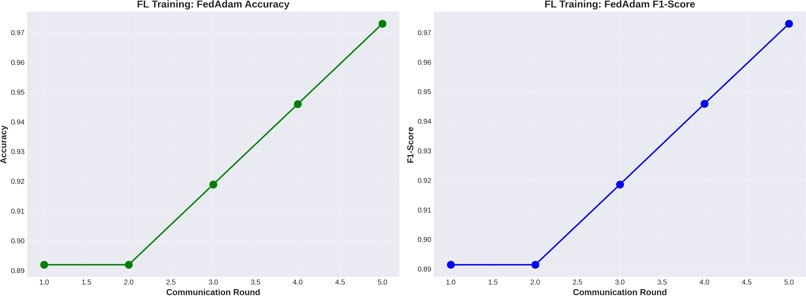 FL Training: FedAdam Accuracy
Accuracy
0.97
0.96
0.95
0.94
0.93
0.92
0.91
0.90
0.89
1.0 1.5 2.0 2.5 3.0 3.5 4.0 4.5 5.0
Communication Round
FL Training: FedAdam F1-Score
F1-Score
0.97
0.96
0.95
0.94
0.93
0.92
0.91
0.90
0.89
1.0 1.5 2.0 2.5 3.0 3.5 4.0 4.5 5.0
Communication Round